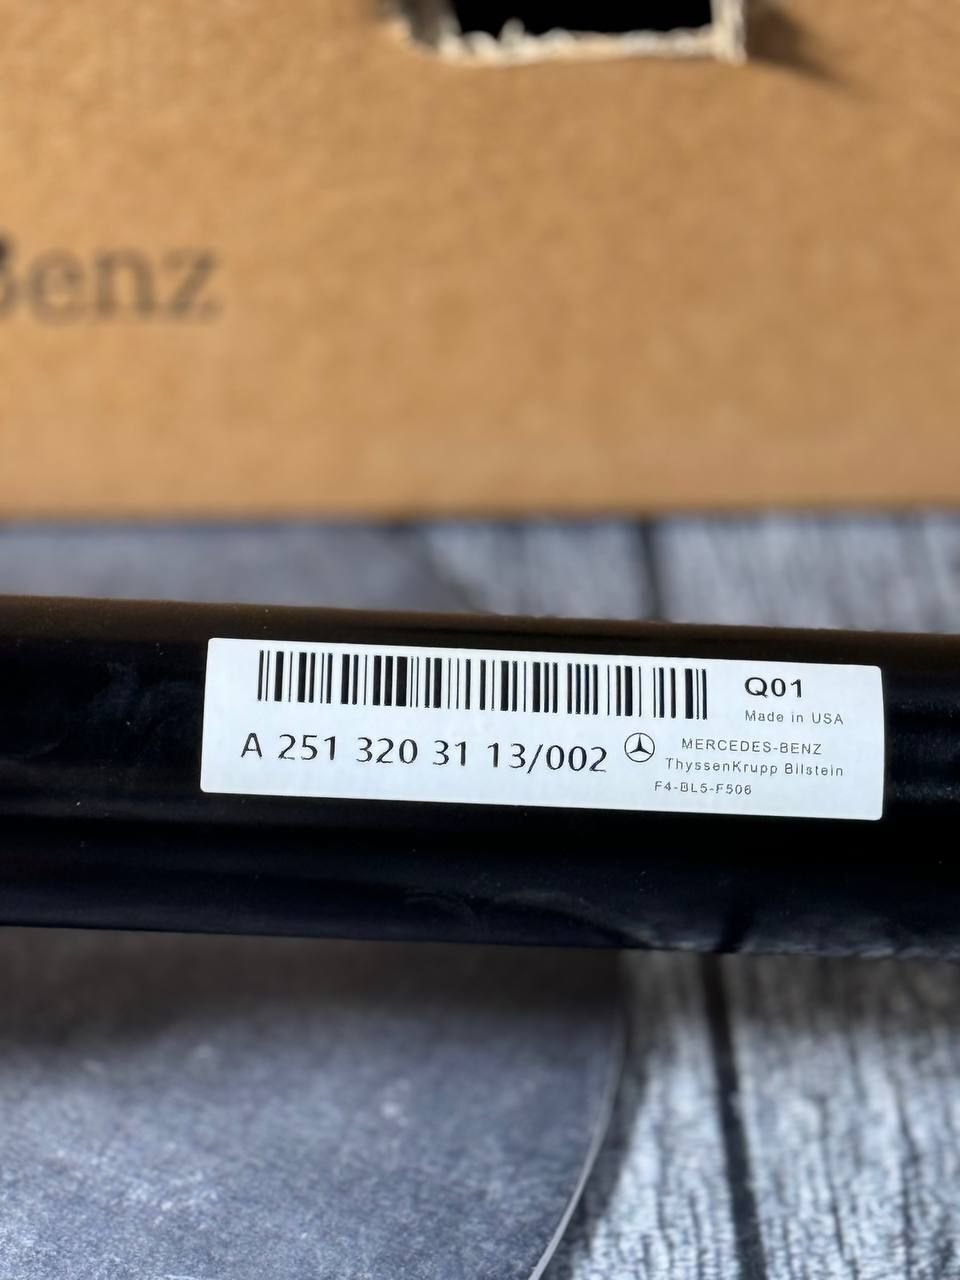 Benz
Q01
Made in USA
A 251 320 31 13/002
MERCEDES-BENZ
ThyssenKrupp Bilstein
F4-BL5-F506